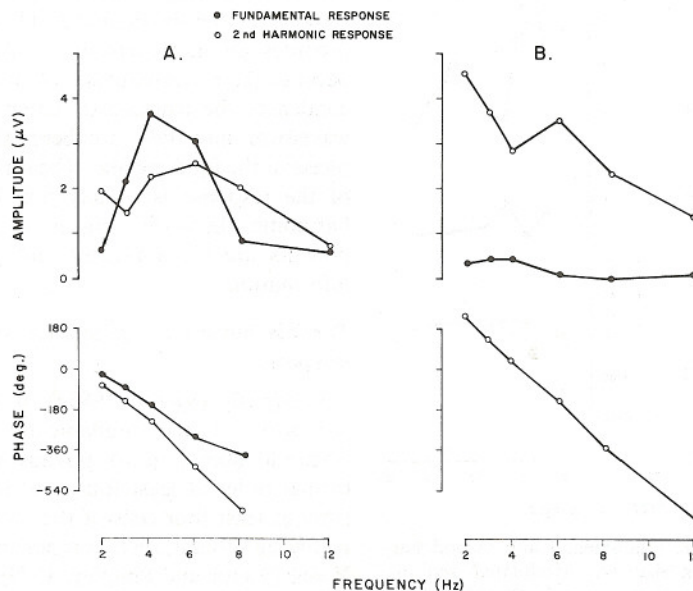 FUNDAMENTAL RESPONSE
2nd HARMONIC RESPONSE
A.
B.
AMPLITUDE (μV)
4
2
0
PHASE (deg.)
180
0
-180
-360
-540
2 4 6 8 10 12
2 4 6 8 10 12
FREQUENCY (Hz)